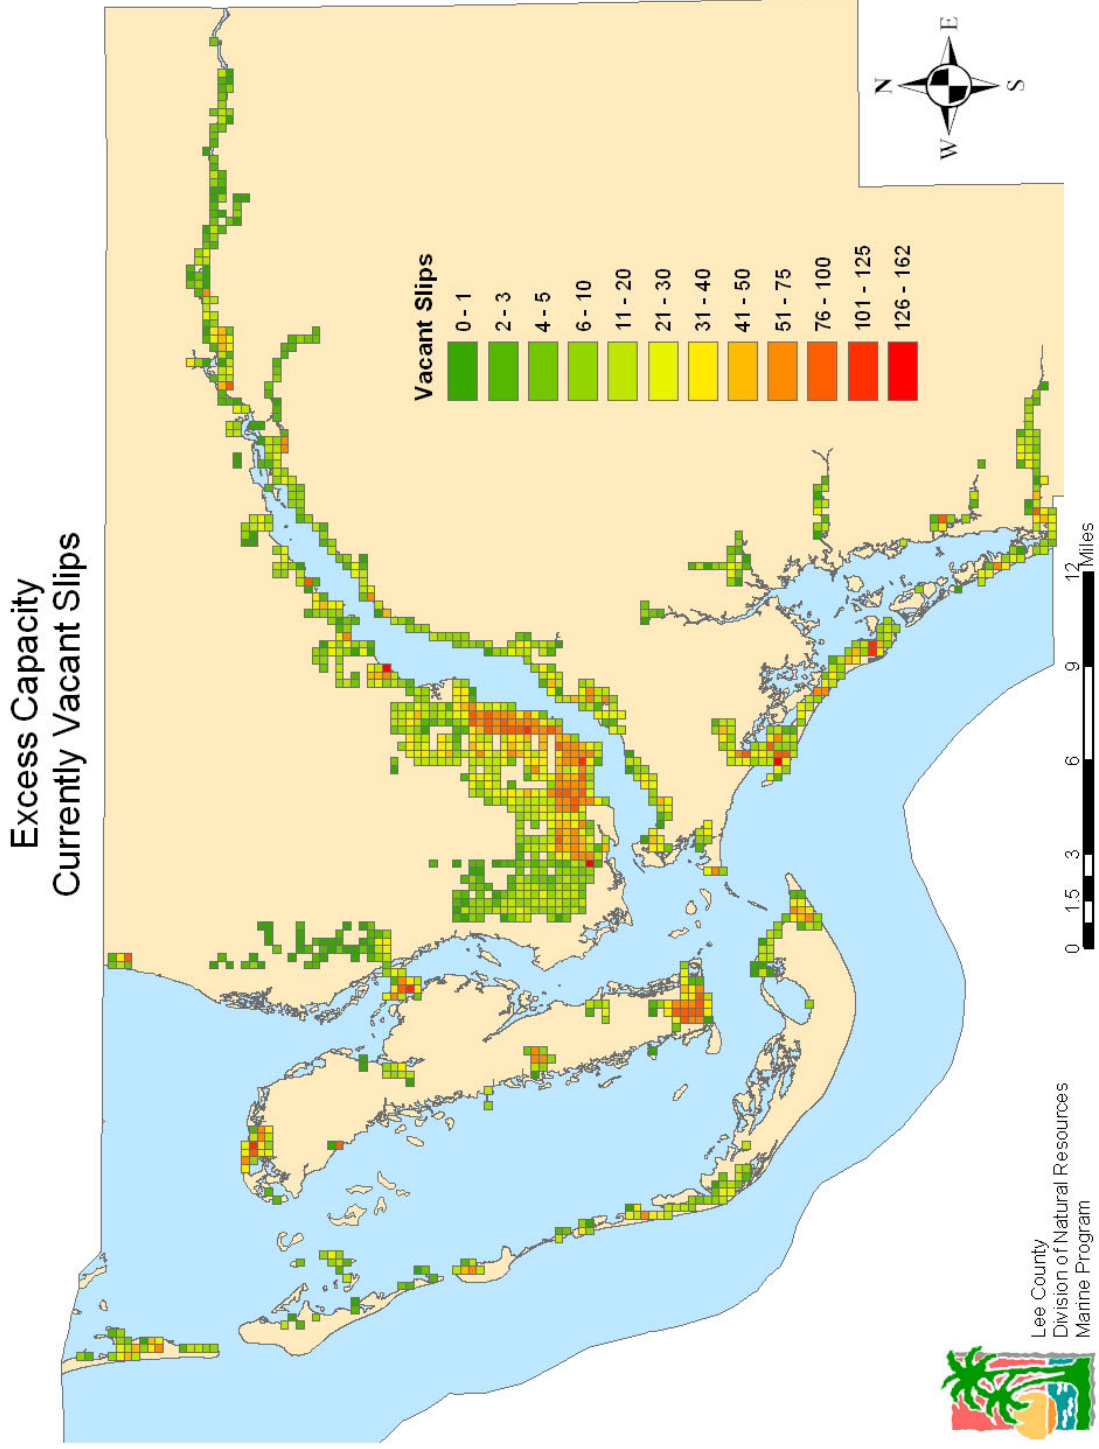 Excess Capacity
Currently Vacant Slips
N
W
E
S
Vacant Slips
0 - 1
2 - 3
4 - 5
6 - 10
11 - 20
21 - 30
31 - 40
41 - 50
51 - 75
76 - 100
101 - 125
126 - 162
0 1.5 3 6 9 12
Miles
Lee County
Division of Natural Resources
Marine Program